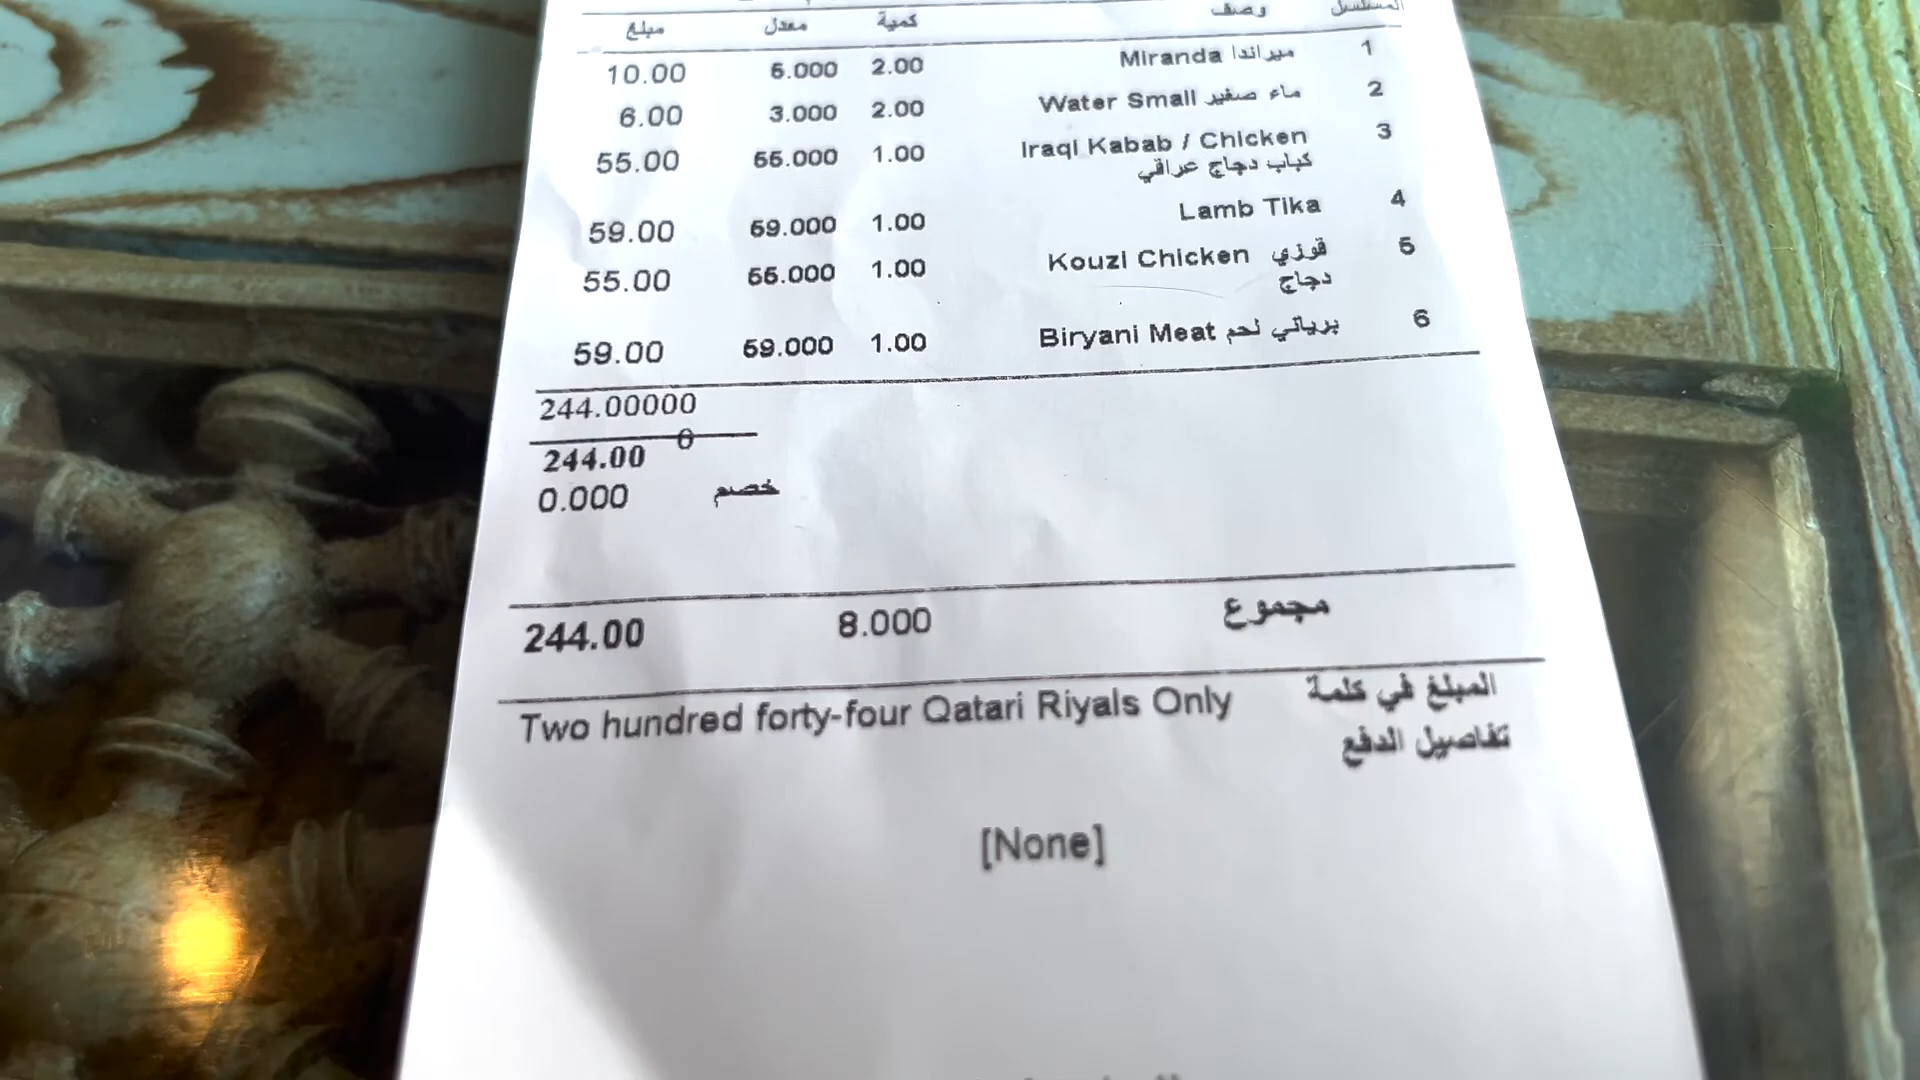 المسلسل وصف كمية معدل مبلغ
1 Miranda ميراندا 2.00 5.000 10.00
2 Water Small ماء صغير 2.00 3.000 6.00
3 Iraqi Kabab / Chicken 1.00 55.000 55.00
كباب دجاج عراقي
4 Lamb Tika 1.00 59.000 59.00
5 Kouzi Chicken قوزي 1.00 55.000 55.00
دجاج
6 Biryani Meat برياني لحم 1.00 59.000 59.00
244.00000
0
244.00
خصم 0.000
مجموع 8.000 244.00
المبلغ في كلمة Two hundred forty-four Qatari Riyals Only
تفاصيل الدفع
[None]